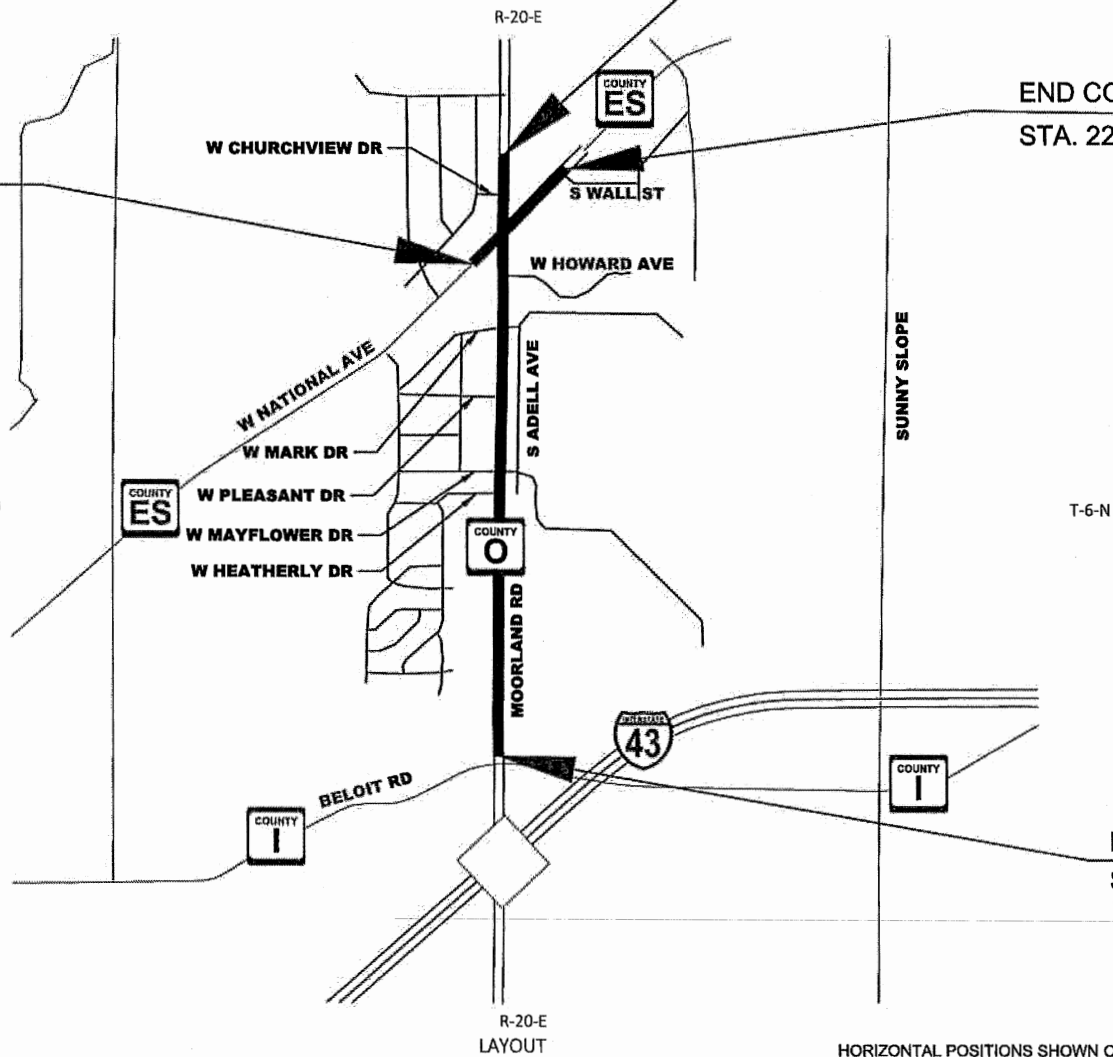 R-20-E
COUNTY
ES
END CO
STA. 22
W CHURCHVIEW DR
S WALL ST
W HOWARD AVE
SUNNY SLOPE
W NATIONAL AVE
S ADELL AVE
W MARK DR
COUNTY
ES
W PLEASANT DR
T-6-N
W MAYFLOWER DR
COUNTY
O
W HEATHERLY DR
MOORLAND RD
INTERSTATE
43
BELOIT RD
COUNTY
I
COUNTY
I
R-20-E
LAYOUT
HORIZONTAL POSITIONS SHOWN O